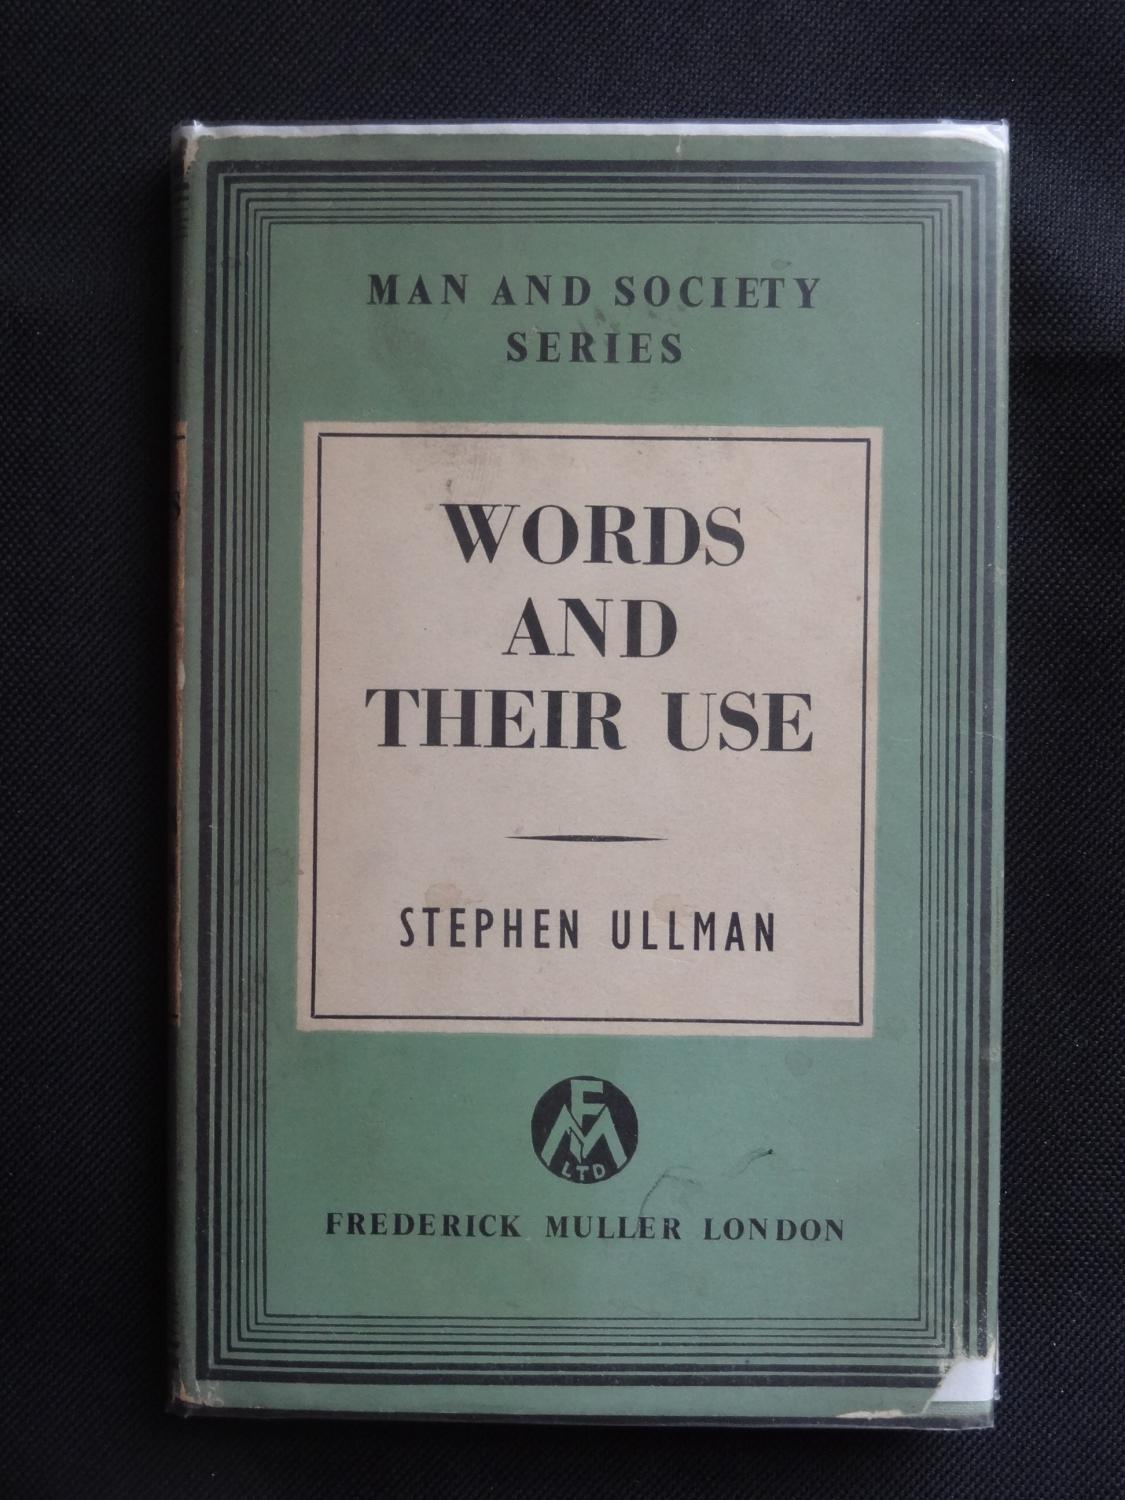 MAN AND SOCIETY
SERIES
WORDS
AND
THEIR USE
STEPHEN ULLMAN
FM
LTD
FREDERICK MULLER LONDON